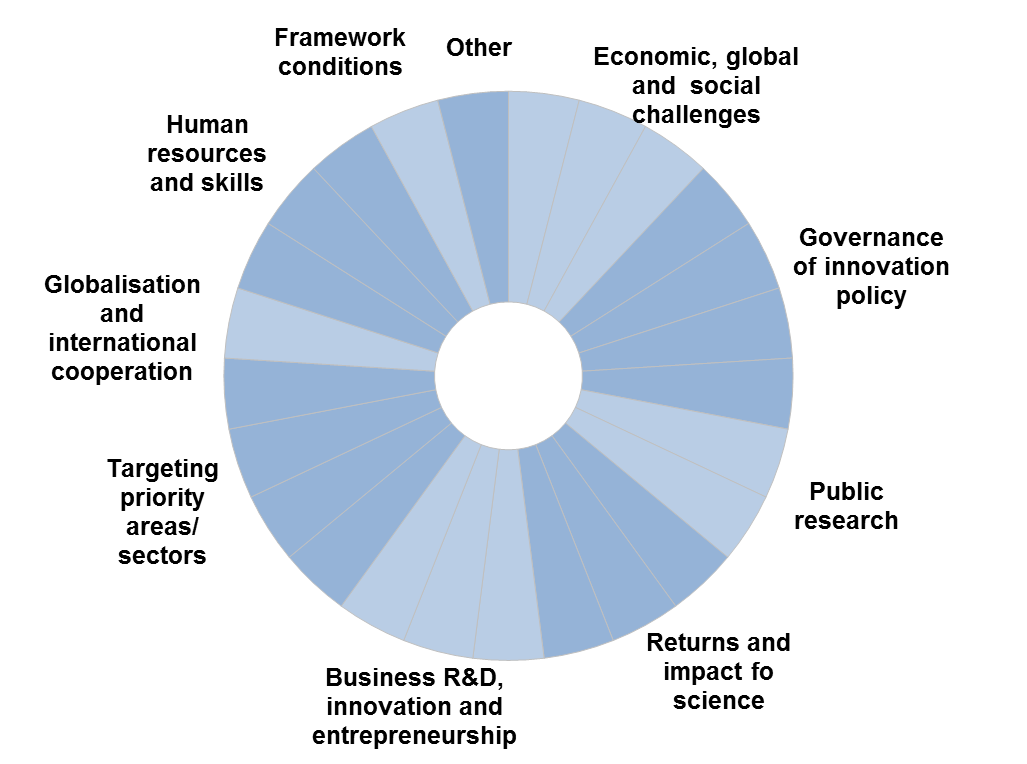 Framework
conditions
Other
Economic, global
and social
challenges
Governance
of innovation
policy
Public
research
Returns and
impact fo
science
Business R&D,
innovation and
entrepreneurship
Targeting
priority
areas/
sectors
Globalisation
and
international
cooperation
Human
resources
and skills